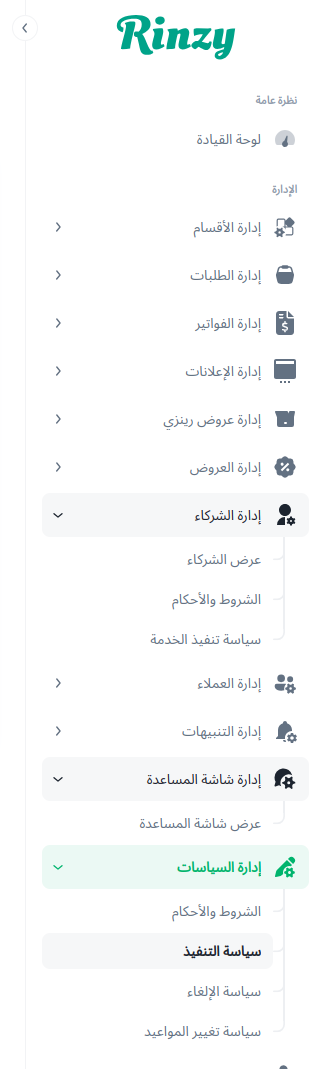 Rinzy
نظرة عامة
لوحة القيادة
الإدارة
إدارة الأقسام
إدارة الطلبات
إدارة الفواتير
إدارة الإعلانات
إدارة عروض رينزي
إدارة العروض
إدارة الشركاء
عرض الشركاء
الشروط والأحكام
سياسة تنفيذ الخدمة
إدارة العملاء
إدارة التنبيهات
إدارة شاشة المساعدة
عرض شاشة المساعدة
إدارة السياسات
الشروط والأحكام
سياسة التنفيذ
سياسة الإلغاء
سياسة تغيير المواعيد